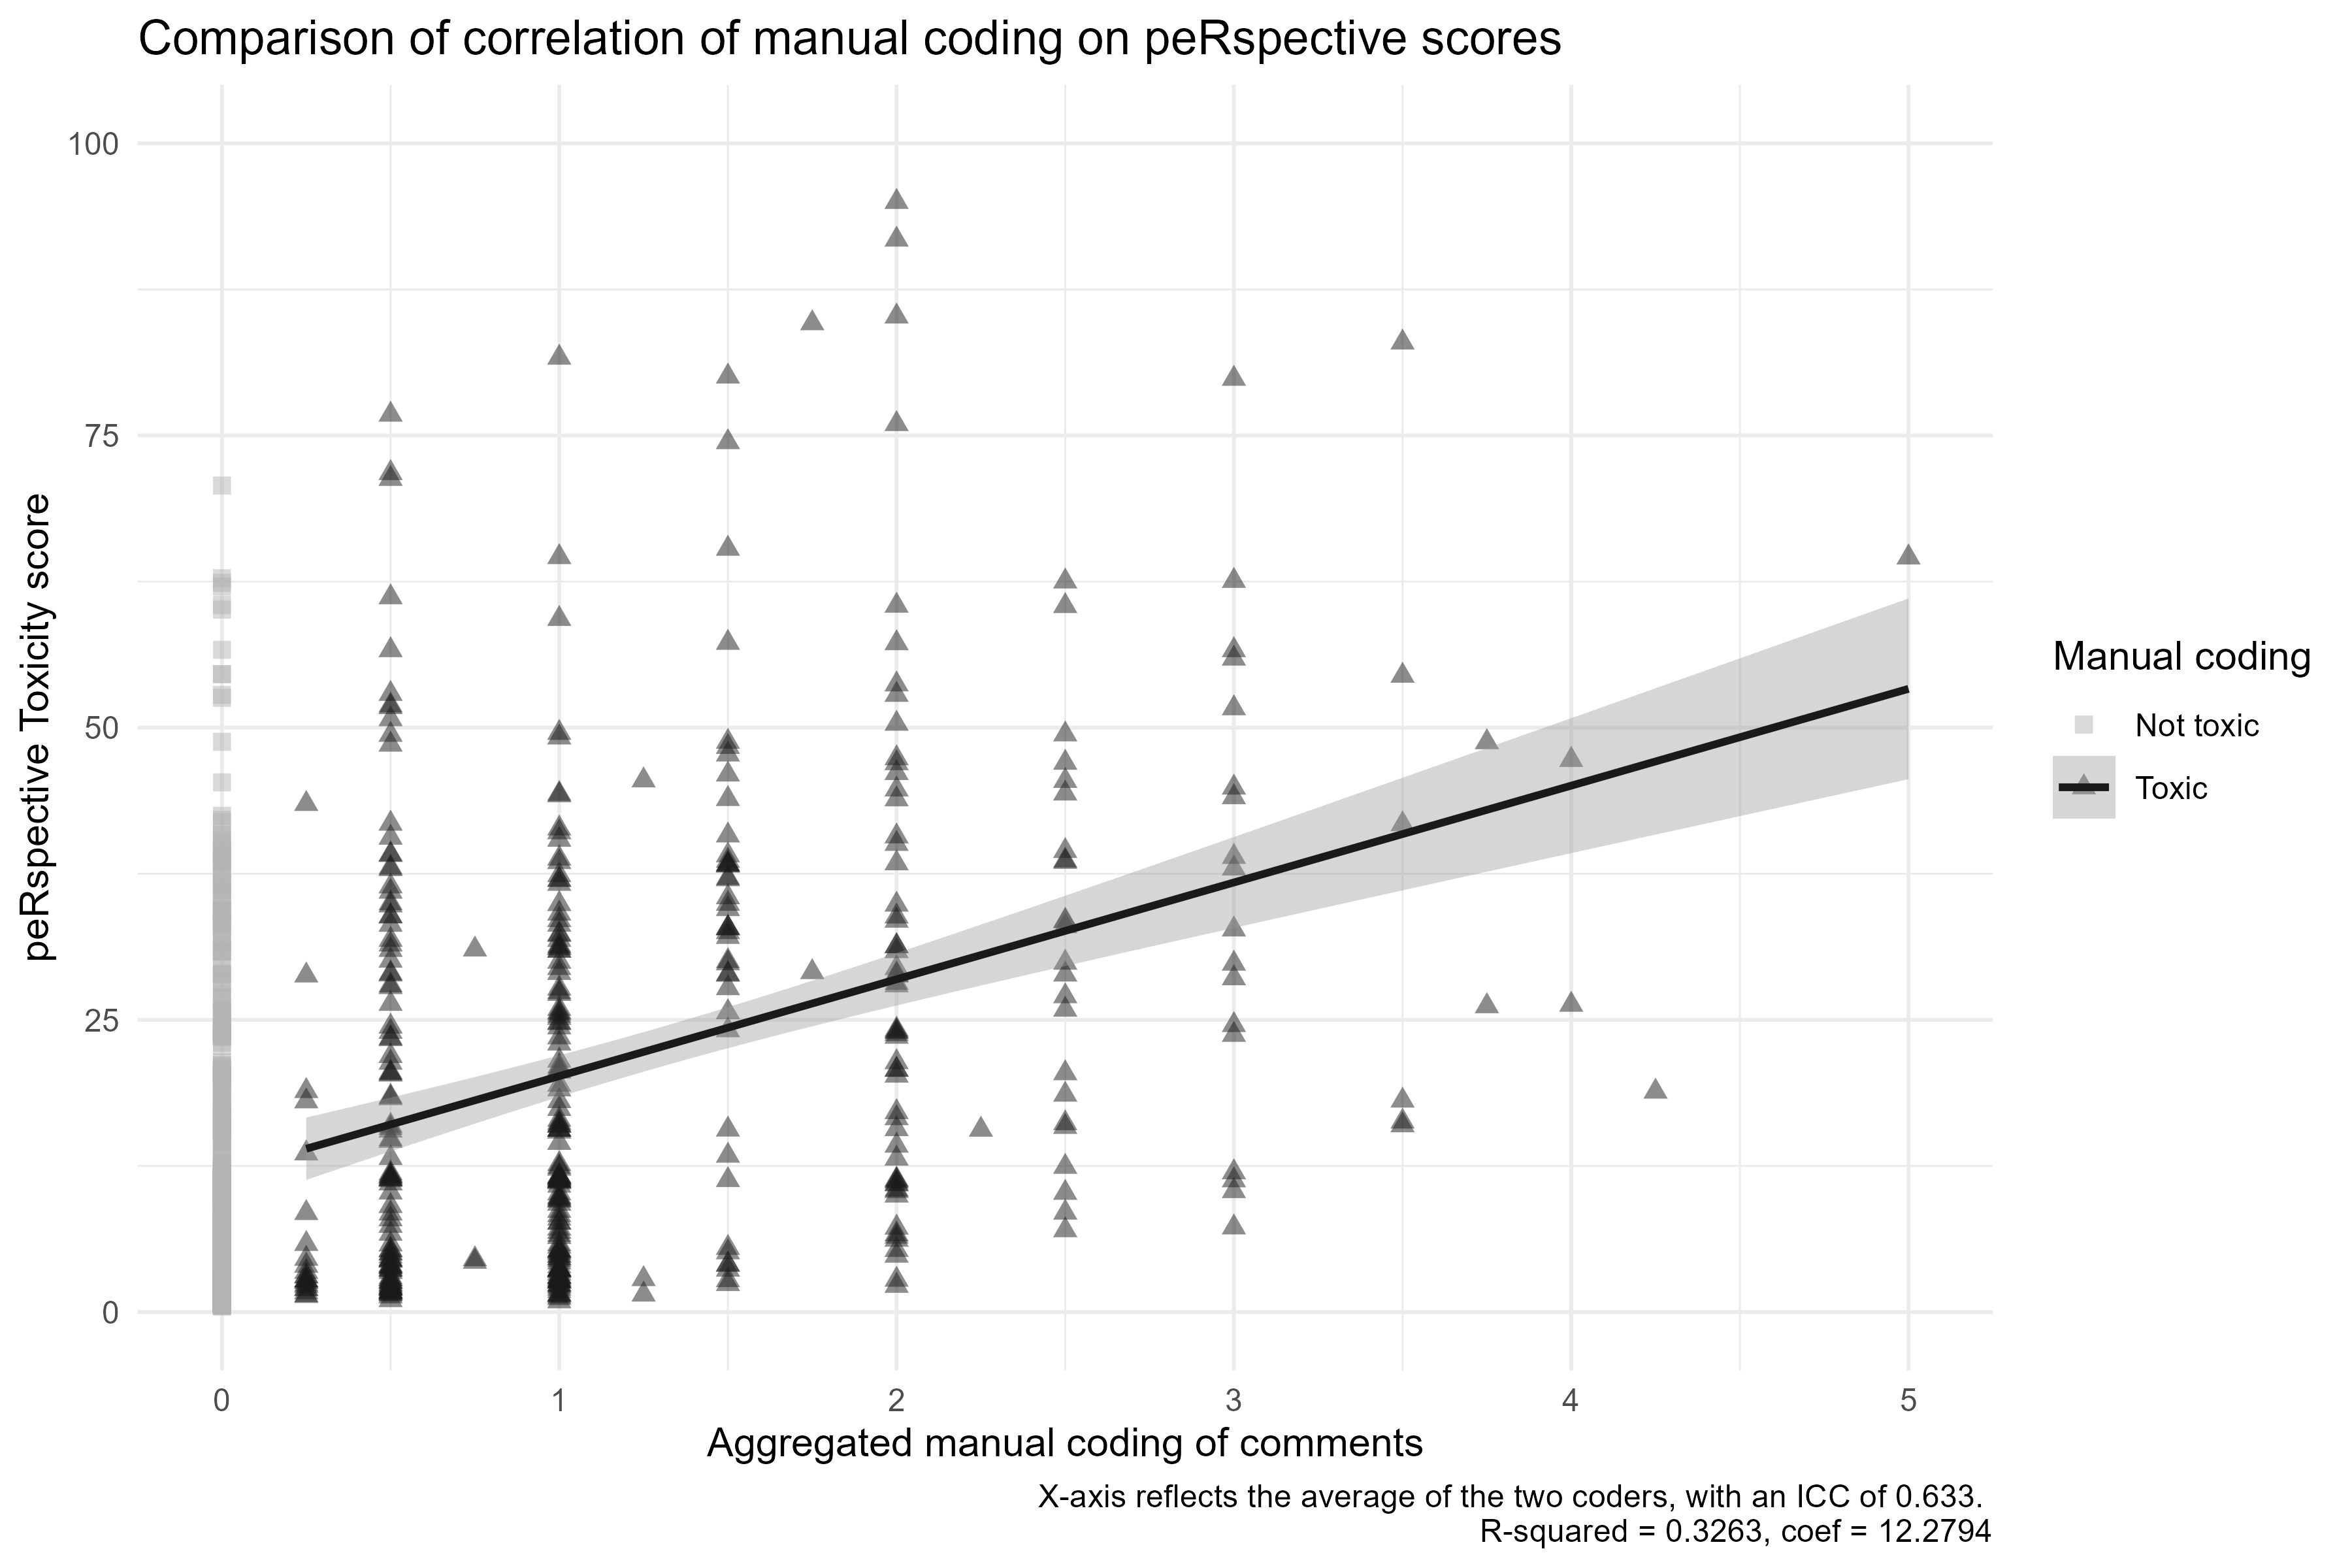 Comparison of correlation of manual coding on peRspective scores
peRspective Toxicity score
100
75
50
25
0
0 1 2 3 4 5
Aggregated manual coding of comments
Manual coding
Not toxic
Toxic
X-axis reflects the average of the two coders, with an ICC of 0.633.
R-squared = 0.3263, coef = 12.2794